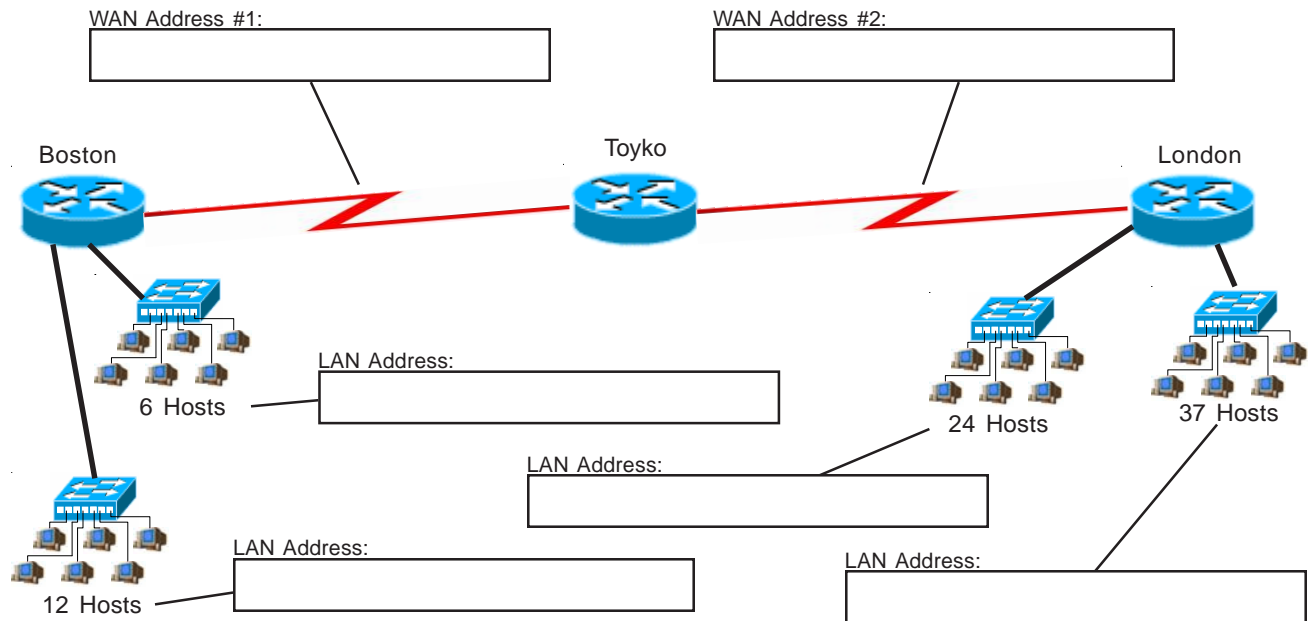 WAN Address #1:
WAN Address #2:
Boston
Toyko
London
LAN Address:
6 Hosts
24 Hosts
37 Hosts
LAN Address:
LAN Address:
LAN Address:
12 Hosts